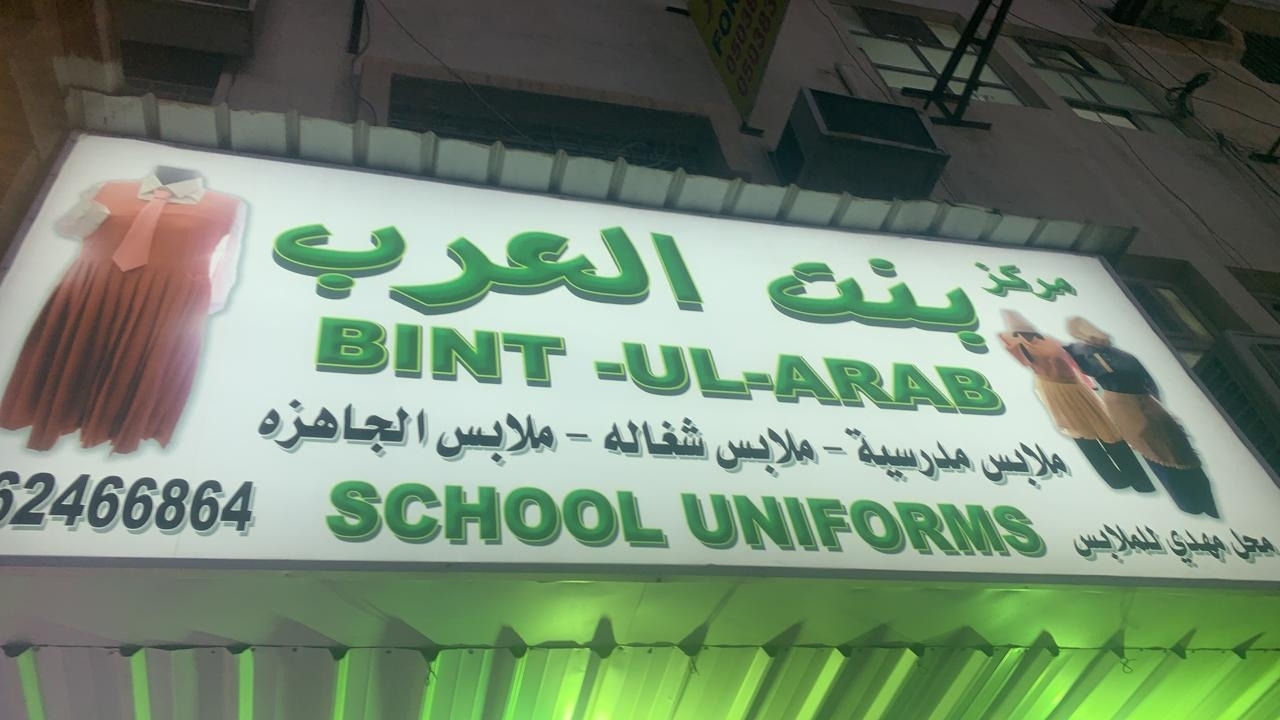 مركز
بنت العرب
BINT -UL-ARAB
ملابس مدرسية - ملابس شغاله - ملابس الجاهزه
62466864
SCHOOL UNIFORMS
محل مهدي للملابس